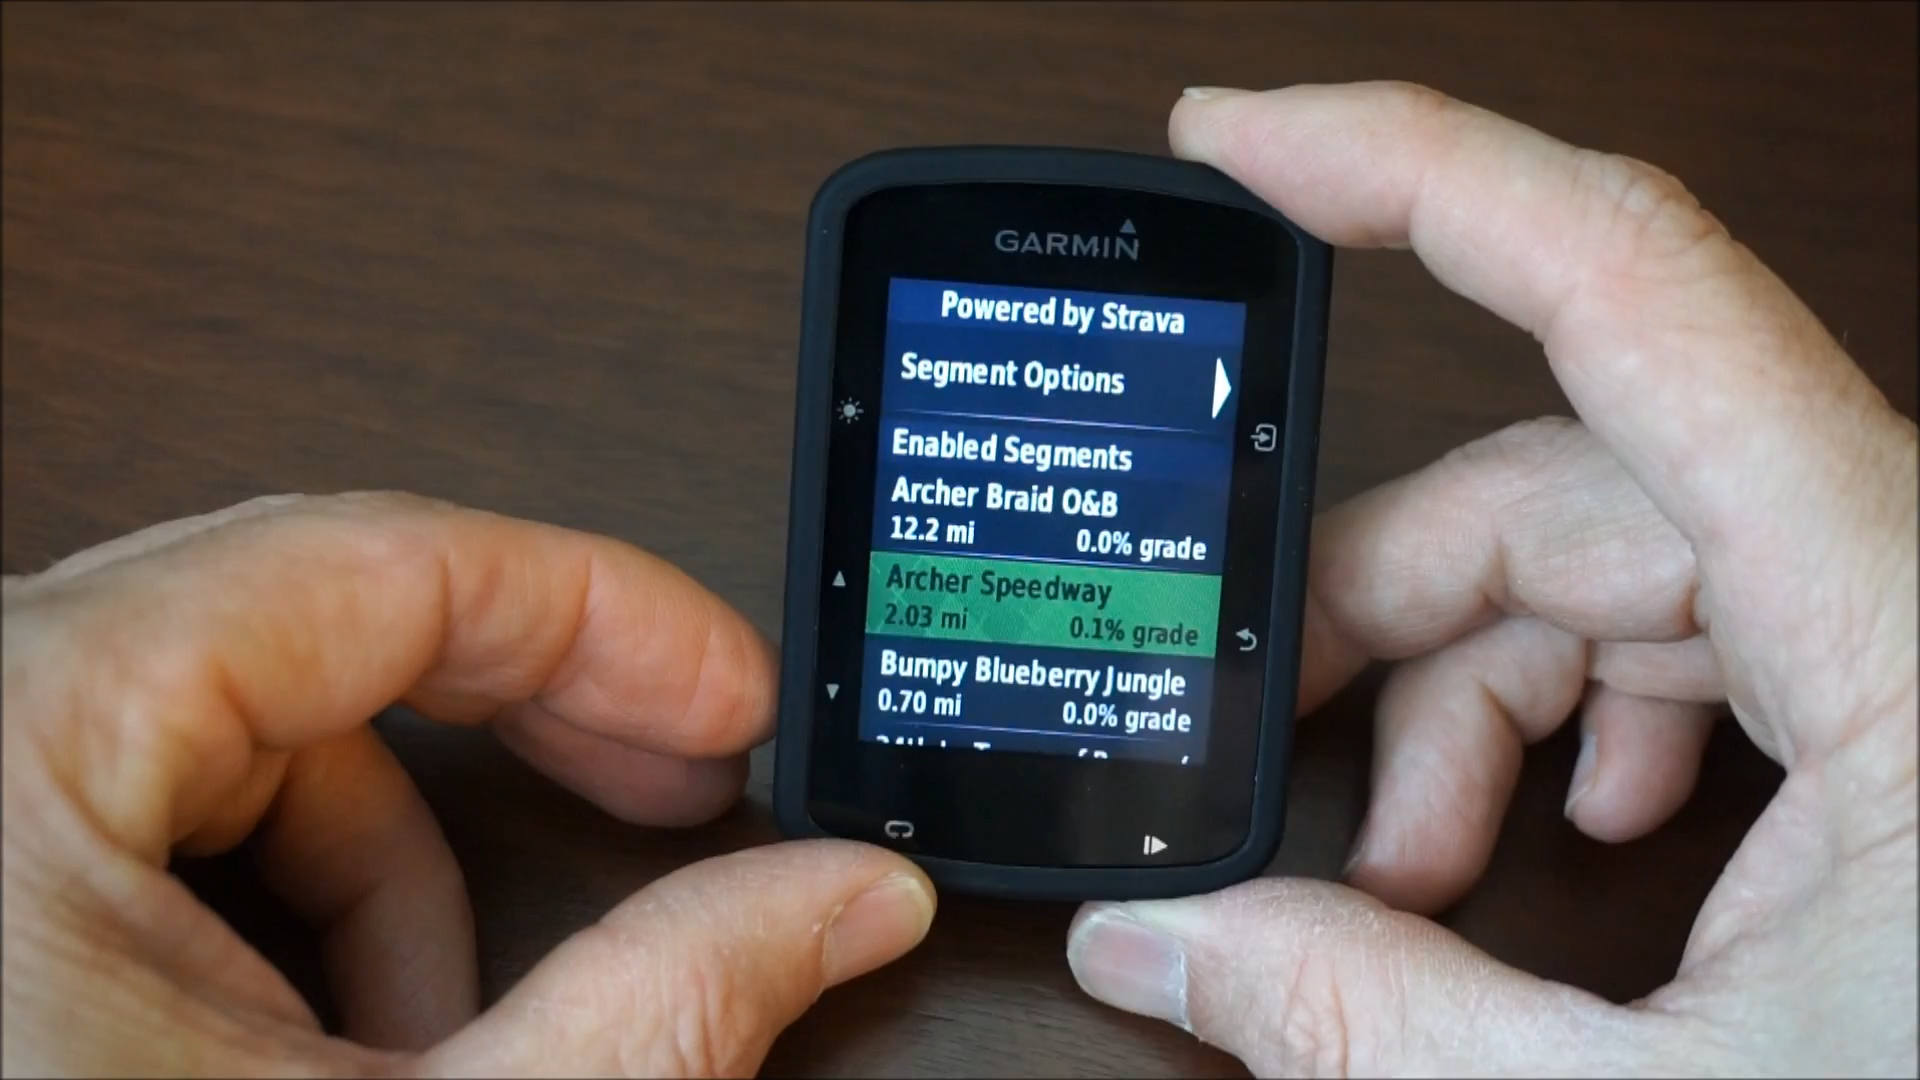 GARMIN
Powered by Strava
Segment Options
Enabled Segments
Archer Braid O&B
12.2 mi 0.0% grade
Archer Speedway
2.03 mi 0.1% grade
Bumpy Blueberry Jungle
0.70 mi 0.0% grade